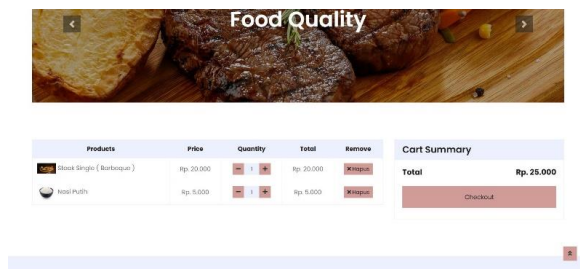 Food Quality
Products Price Quantity Total Remove
Steak Single ( Barbeque ) Rp. 20.000 - 1 + Rp. 20.000 × Hapus
Nasi Putih Rp. 5.000 - 1 + Rp. 5.000 × Hapus
Cart Summary
Total Rp. 25.000
Checkout